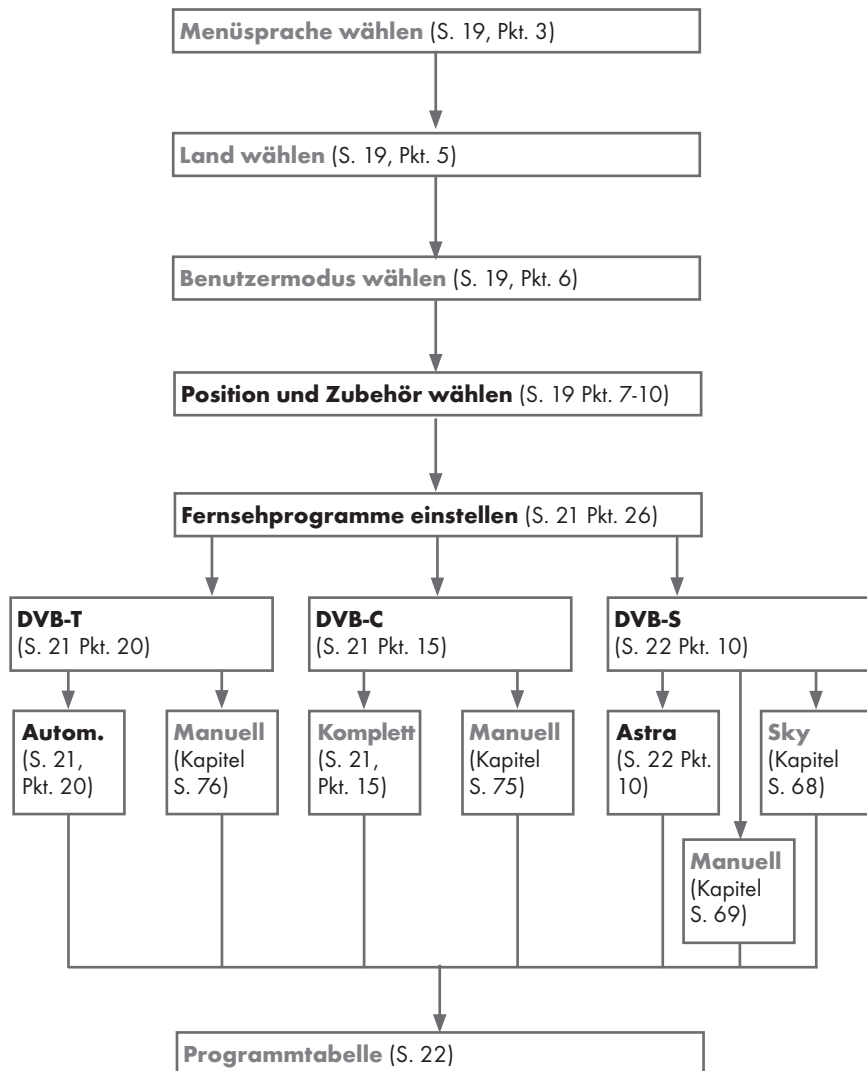 Menüsprache wählen (S. 19, Pkt. 3)
Land wählen (S. 19, Pkt. 5)
Benutzermodus wählen (S. 19, Pkt. 6)
Position und Zubehör wählen (S. 19 Pkt. 7-10)
Fernsehprogramme einstellen (S. 21 Pkt. 26)
DVB-T
(S. 21 Pkt. 20)
DVB-C
(S. 21 Pkt. 15)
DVB-S
(S. 22 Pkt. 10)
Autom.
(S. 21,
Pkt. 20)
Manuell
(Kapitel
S. 76)
Komplett
(S. 21,
Pkt. 15)
Manuell
(Kapitel
S. 75)
Astra
(S. 22 Pkt.
10)
Sky
(Kapitel
S. 68)
Manuell
(Kapitel
S. 69)
Programmtabelle (S. 22)